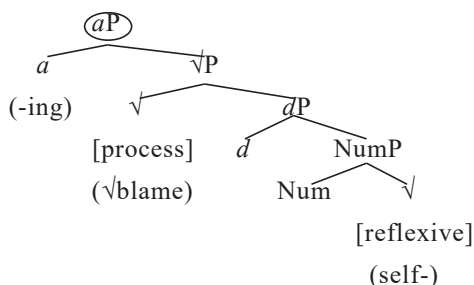 aP
a √P
(-ing) √ dP
[process] d NumP
(√blame) Num √
[reflexive]
(self-)